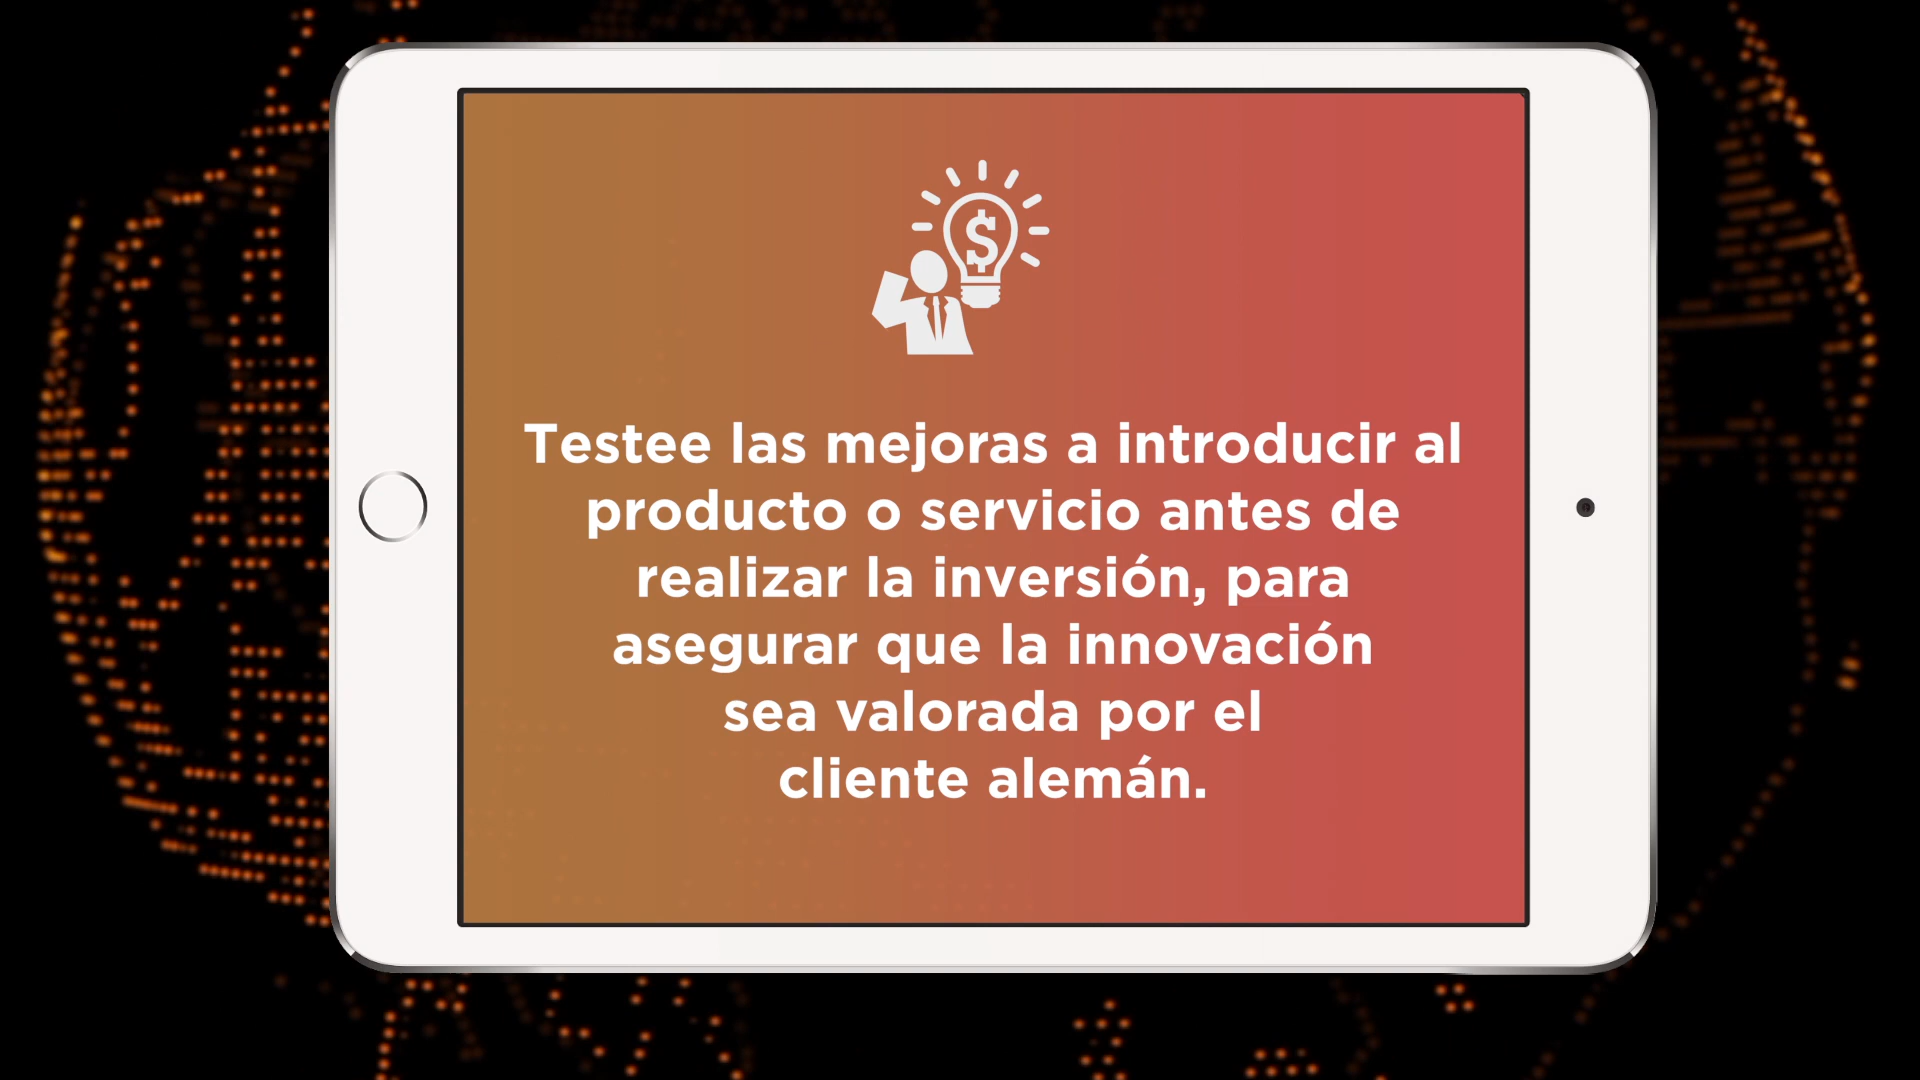 $
Testee las mejoras a introducir al
producto o servicio antes de
realizar la inversión, para
asegurar que la innovación
sea valorada por el
cliente alemán.